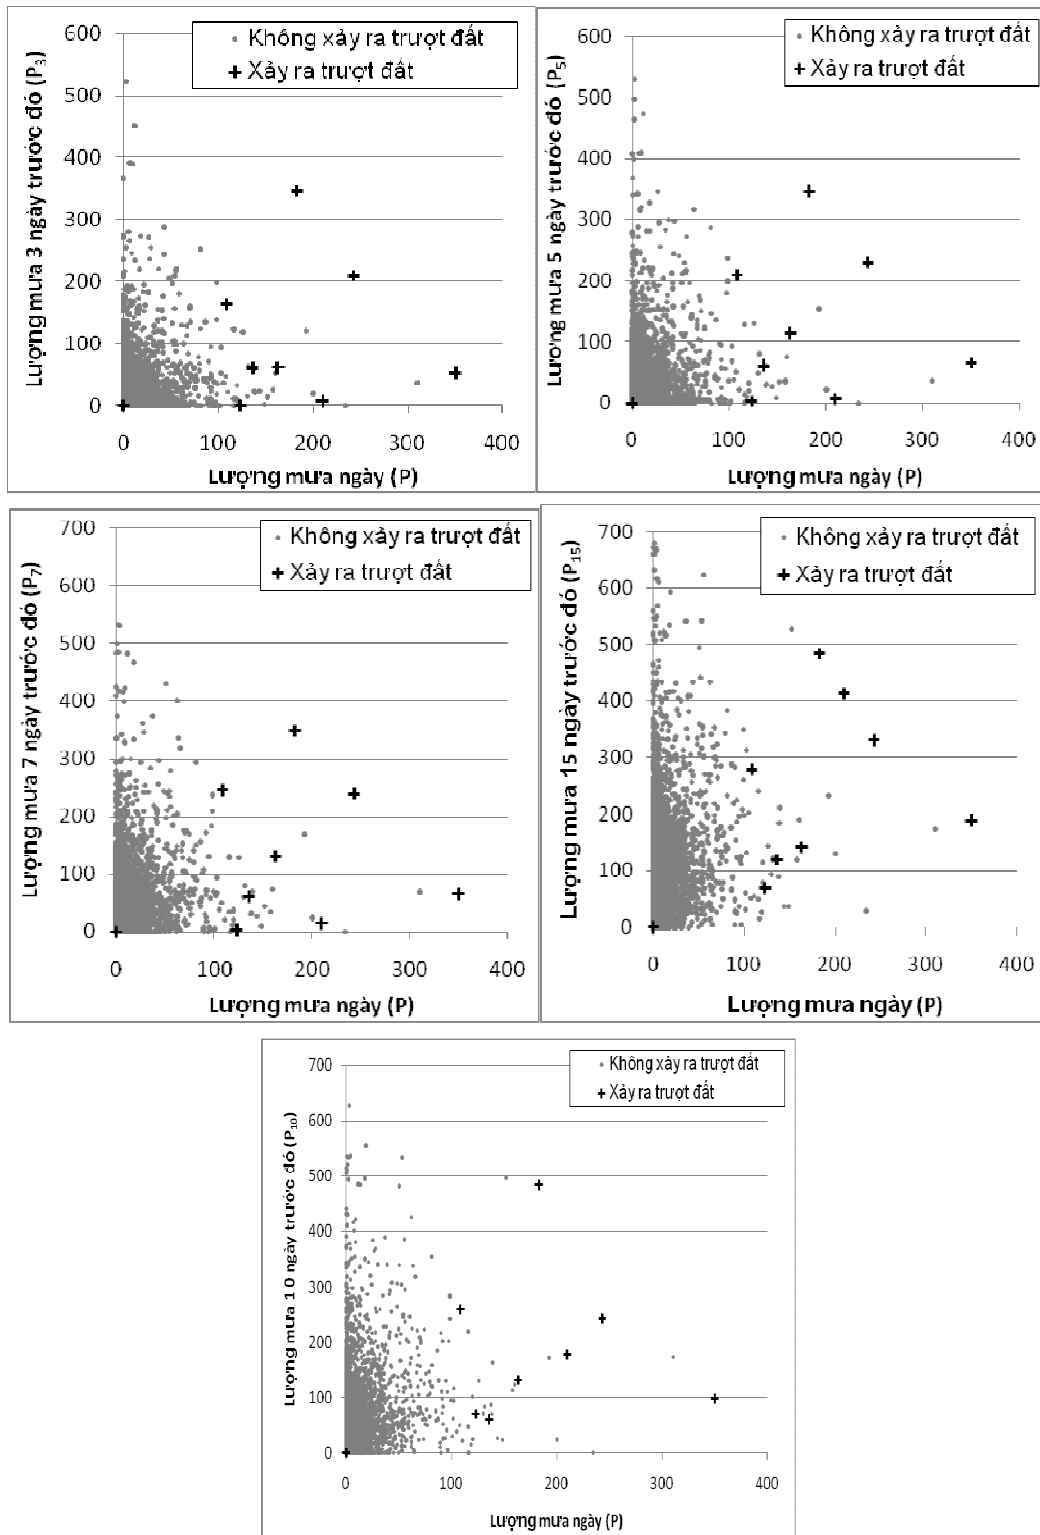 600
500
400
300
200
100
0
Lượng mưa 3 ngày trước đó (P3)
Không xảy ra trượt đất
Xảy ra trượt đất
0 100 200 300 400
Lượng mưa ngày (P)
600
500
400
300
200
100
0
Lượng mưa 5 ngày trước đó (P5)
Không xảy ra trượt đất
Xảy ra trượt đất
0 100 200 300 400
Lượng mưa ngày (P)
700
600
500
400
300
200
100
0
Lượng mưa 7 ngày trước đó (P7)
Không xảy ra trượt đất
Xảy ra trượt đất
0 100 200 300 400
Lượng mưa ngày (P)
700
600
500
400
300
200
100
0
Lượng mưa 15 ngày trước đó (P15)
Không xảy ra trượt đất
Xảy ra trượt đất
0 100 200 300 400
Lượng mưa ngày (P)
700
600
500
400
300
200
100
0
Lượng mưa 10 ngày trước đó (P10)
Không xảy ra trượt đất
Xảy ra trượt đất
0 100 200 300 400
Lượng mưa ngày (P)